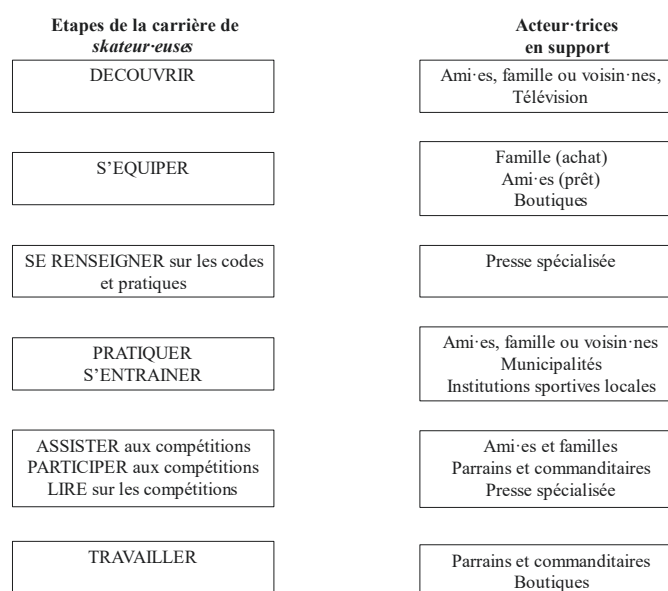 Etapes de la carrière de
skateur·euses
Acteur·trices
en support
DECOUVRIR
Ami·es, famille ou voisin·nes,
Télévision
S’EQUIPER
Famille (achat)
Ami·es (prêt)
Boutiques
SE RENSEIGNER sur les codes
et pratiques
Presse spécialisée
PRATIQUER
S’ENTRAINER
Ami·es, famille ou voisin·nes
Municipalités
Institutions sportives locales
ASSISTER aux compétitions
PARTICIPER aux compétitions
LIRE sur les compétitions
Ami·es et familles
Parrains et commanditaires
Presse spécialisée
TRAVAILLER
Parrains et commanditaires
Boutiques